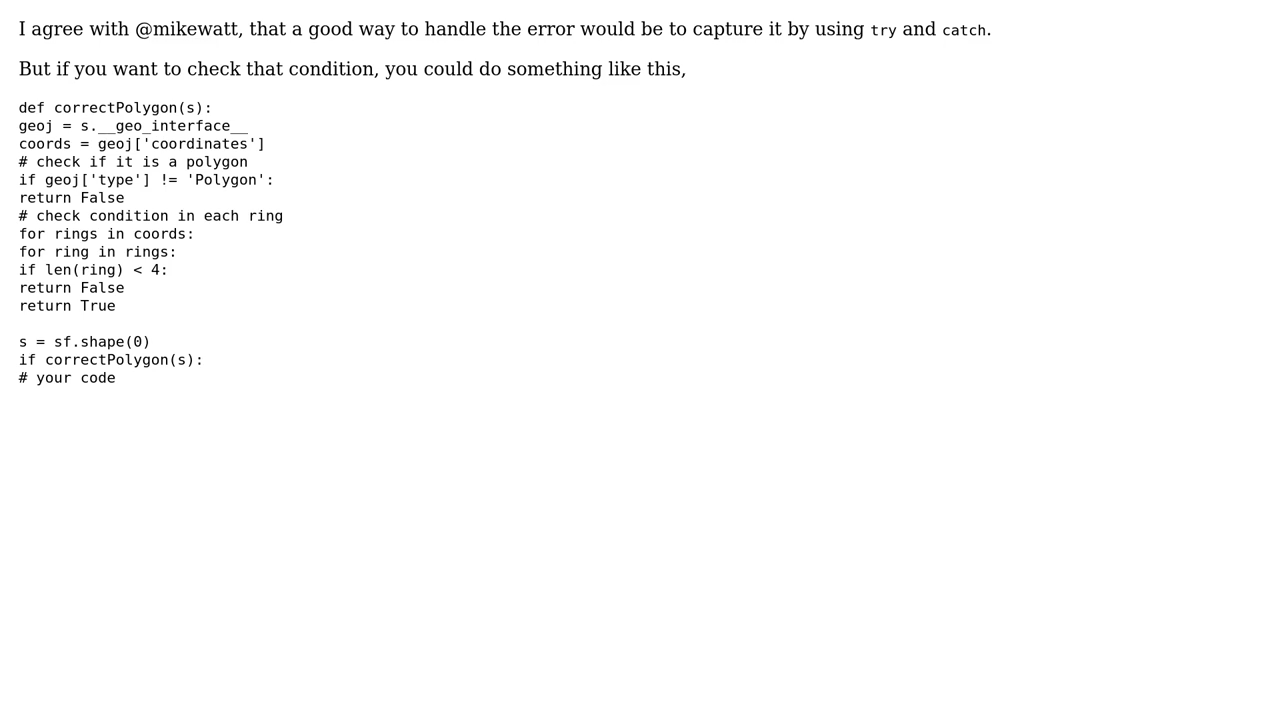 I agree with @mikewatt, that a good way to handle the error would be to capture it by using try and catch.
But if you want to check that condition, you could do something like this,
def correctPolygon(s):
geoj = s.__geo_interface__
coords = geoj['coordinates']
# check if it is a polygon
if geoj['type'] != 'Polygon':
return False
# check condition in each ring
for rings in coords:
for ring in rings:
if len(ring) < 4:
return False
return True

s = sf.shape(0)
if correctPolygon(s):
# your code